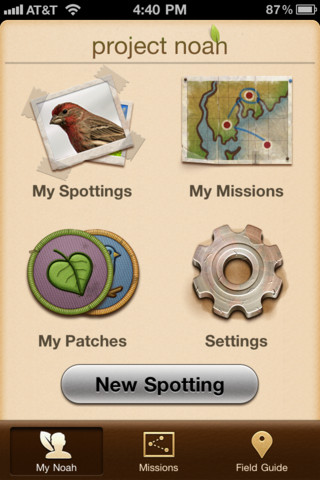 AT&T 4:40 PM 87%
project noah
My Spottings My Missions
My Patches Settings
New Spotting
My Noah Missions Field Guide